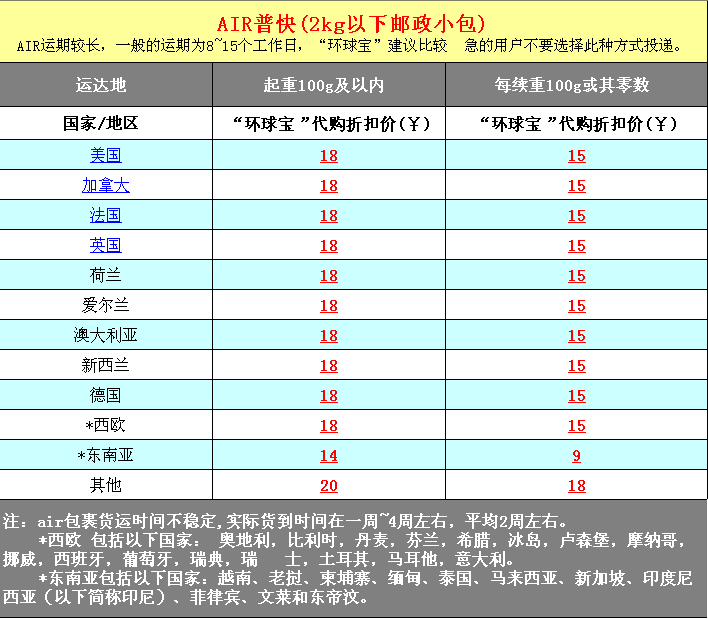 AIR普快(2kg以下邮政小包)
AIR运期较长，一般的运期为8~15个工作日，“环球宝”建议比较 急的用户不要选择此种方式投递。
运达地 起重100g及以内 每续重100g或其零数
国家/地区 “环球宝 ”代购折扣价(￥) “环球宝 ”代购折扣价(￥)
美国 18 15
加拿大 18 15
法国 18 15
英国 18 15
荷兰 18 15
爱尔兰 18 15
澳大利亚 18 15
新西兰 18 15
德国 18 15
*西欧 18 15
*东南亚 14 9
其他 20 18
注：air包裹货运时间不稳定,实际货到时间在一周~4周左右，平均2周左右。
*西欧 包括以下国家： 奥地利，比利时，丹麦，芬兰，希腊，冰岛，卢森堡，摩纳哥，
挪威，西班牙，葡萄牙，瑞典，瑞 士，土耳其，马耳他，意大利。
*东南亚包括以下国家：越南、老挝、柬埔寨、缅甸、泰国、马来西亚、新加坡、印度尼
西亚（以下简称印尼）、菲律宾、文莱和东帝汶。